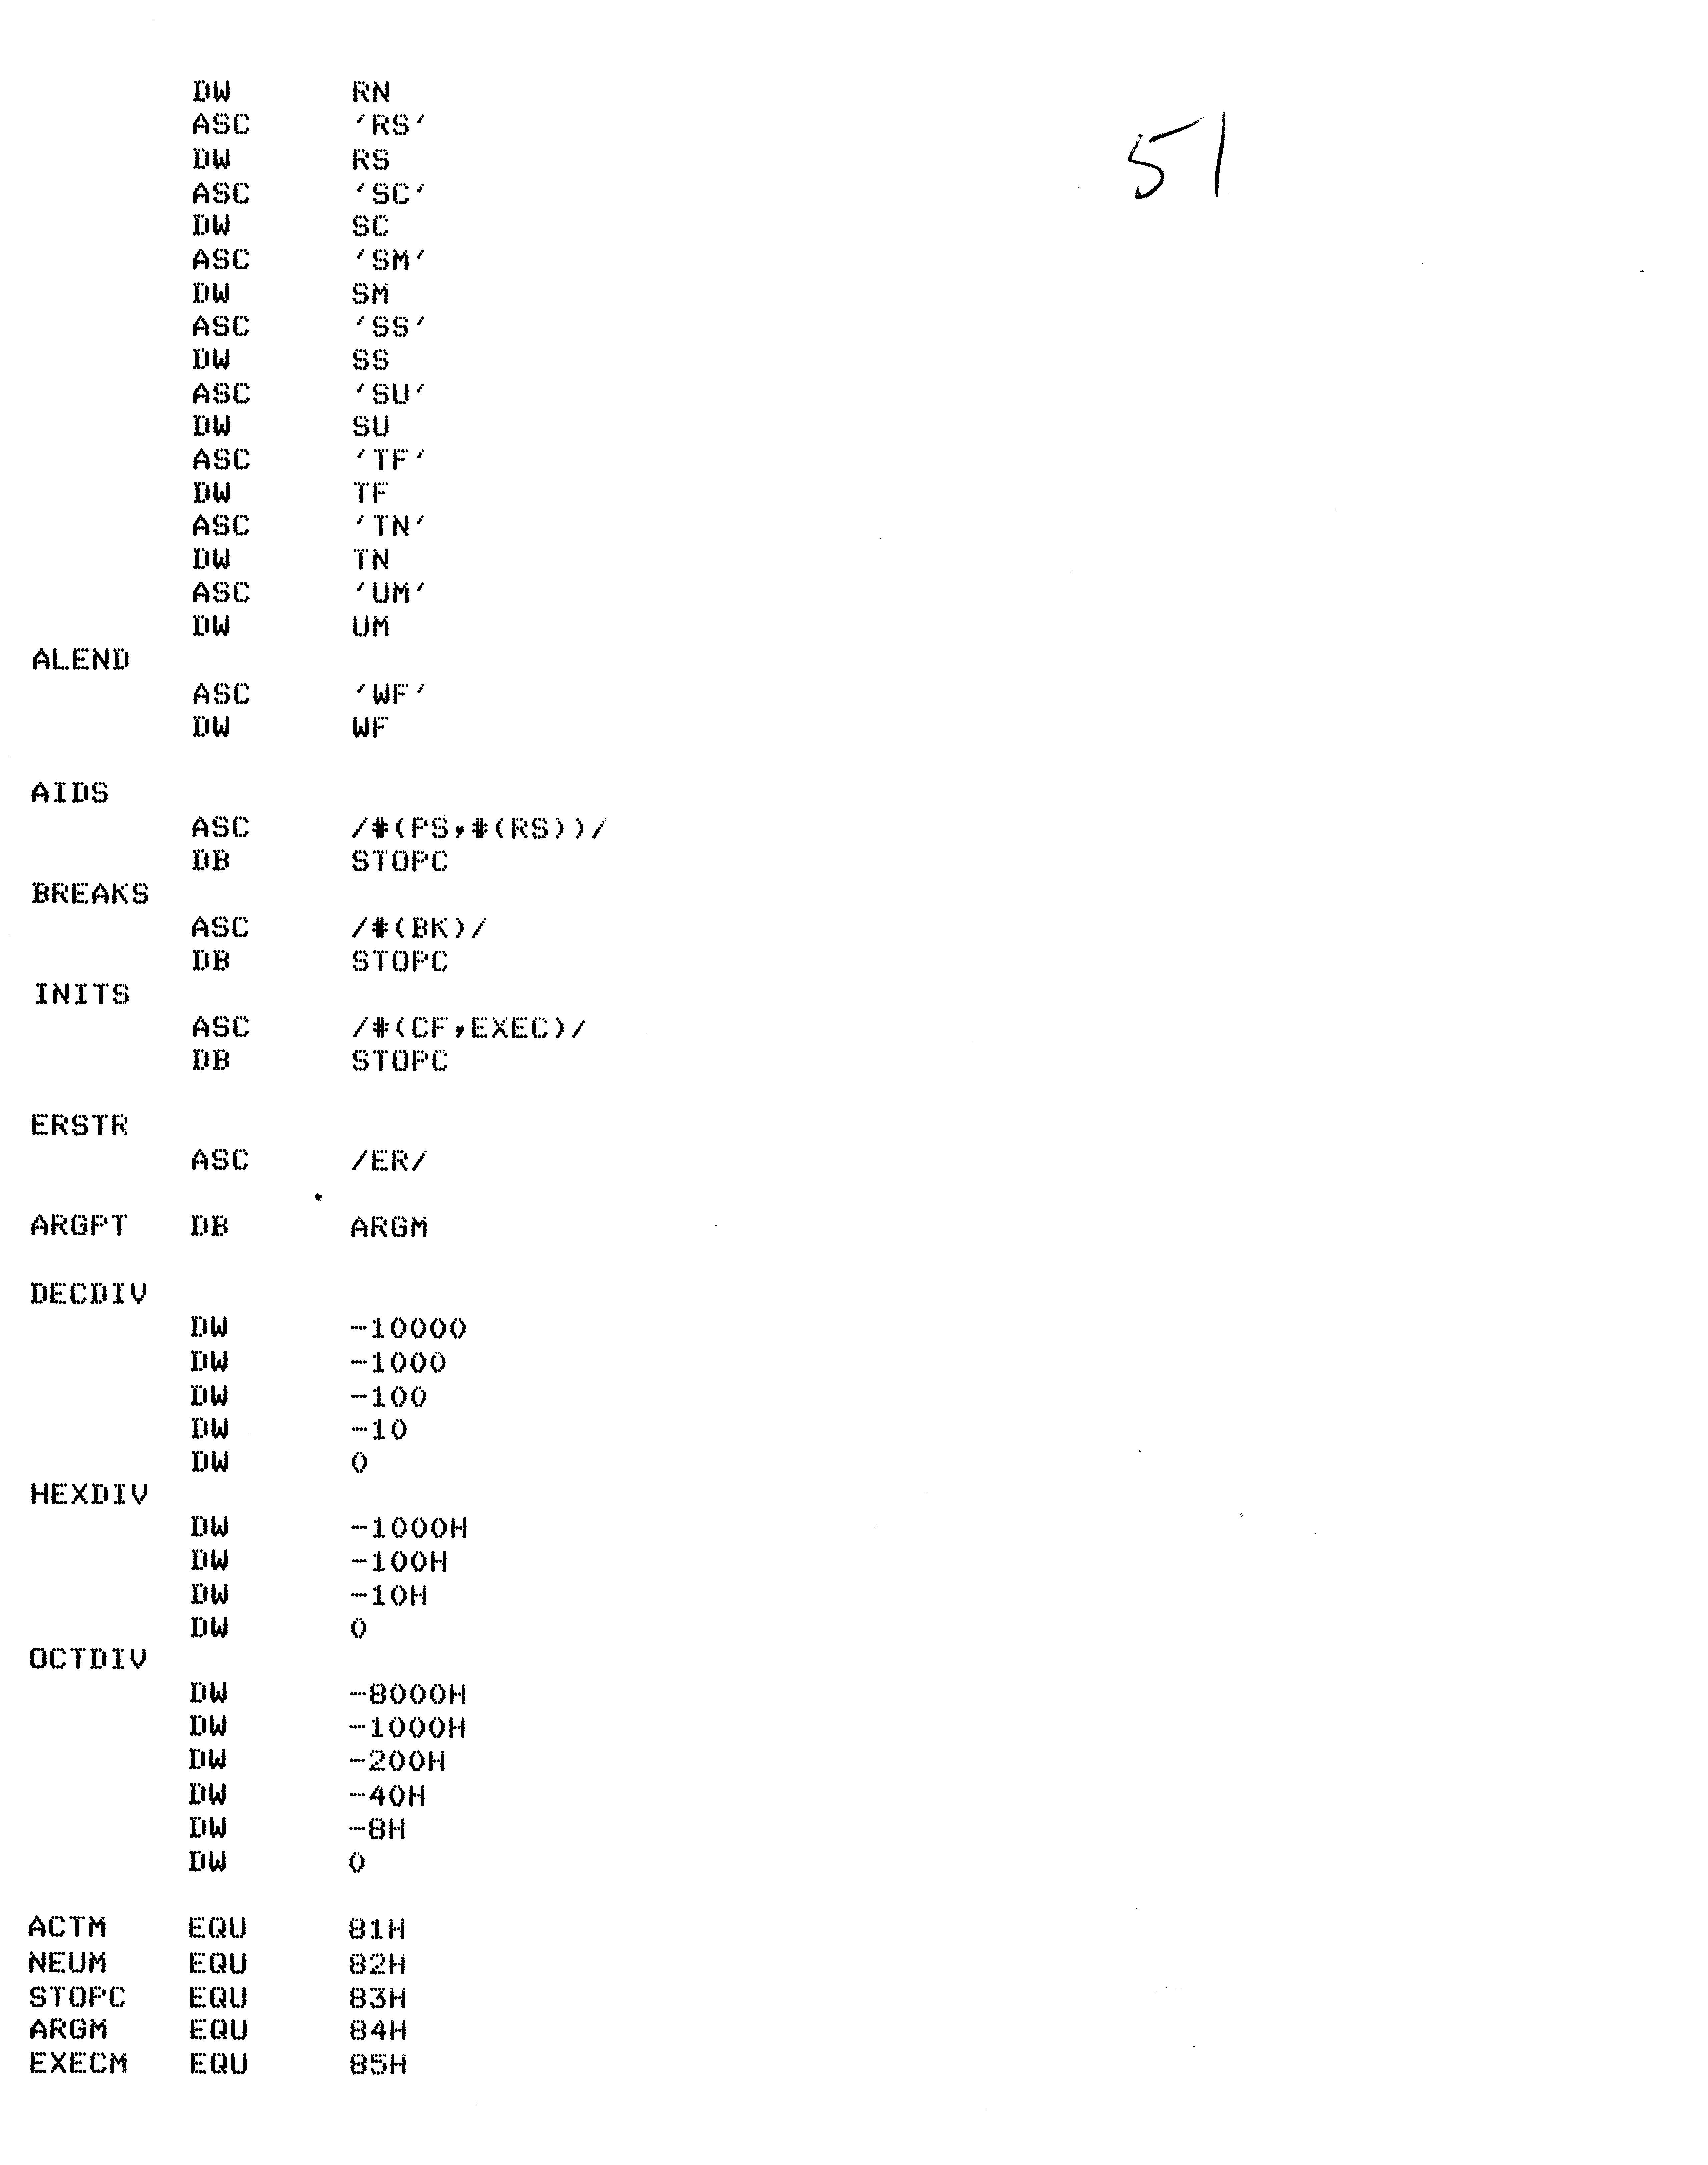 DW RN
51
ASC 'RS'
DW RS
ASC 'SC'
DW SC
ASC 'SM'
DW SM
ASC 'SS'
DW SS
ASC 'SU'
DW SU
ASC 'TF'
DW TF
ASC 'TN'
DW TN
ASC 'UM'
DW UM
ALEND
ASC 'WF'
DW WF
AIDS
ASC /#(PS,#(RS))/
DB STOPC
BREAKS
ASC /#(BK)/
DB STOPC
INITS
ASC /#(CF,EXEC)/
DB STOPC
ERSTR
ASC /ER/
ARGPT DB ARGM
DECDIV
DW -10000
DW -1000
DW -100
DW -10
DW 0
HEXDIV
DW -1000H
DW -100H
DW -10H
DW 0
OCTDIV
DW -8000H
DW -1000H
DW -200H
DW -40H
DW -8H
DW 0
ACTM EQU 81H
NEUM EQU 82H
STOPC EQU 83H
ARGM EQU 84H
EXECM EQU 85H